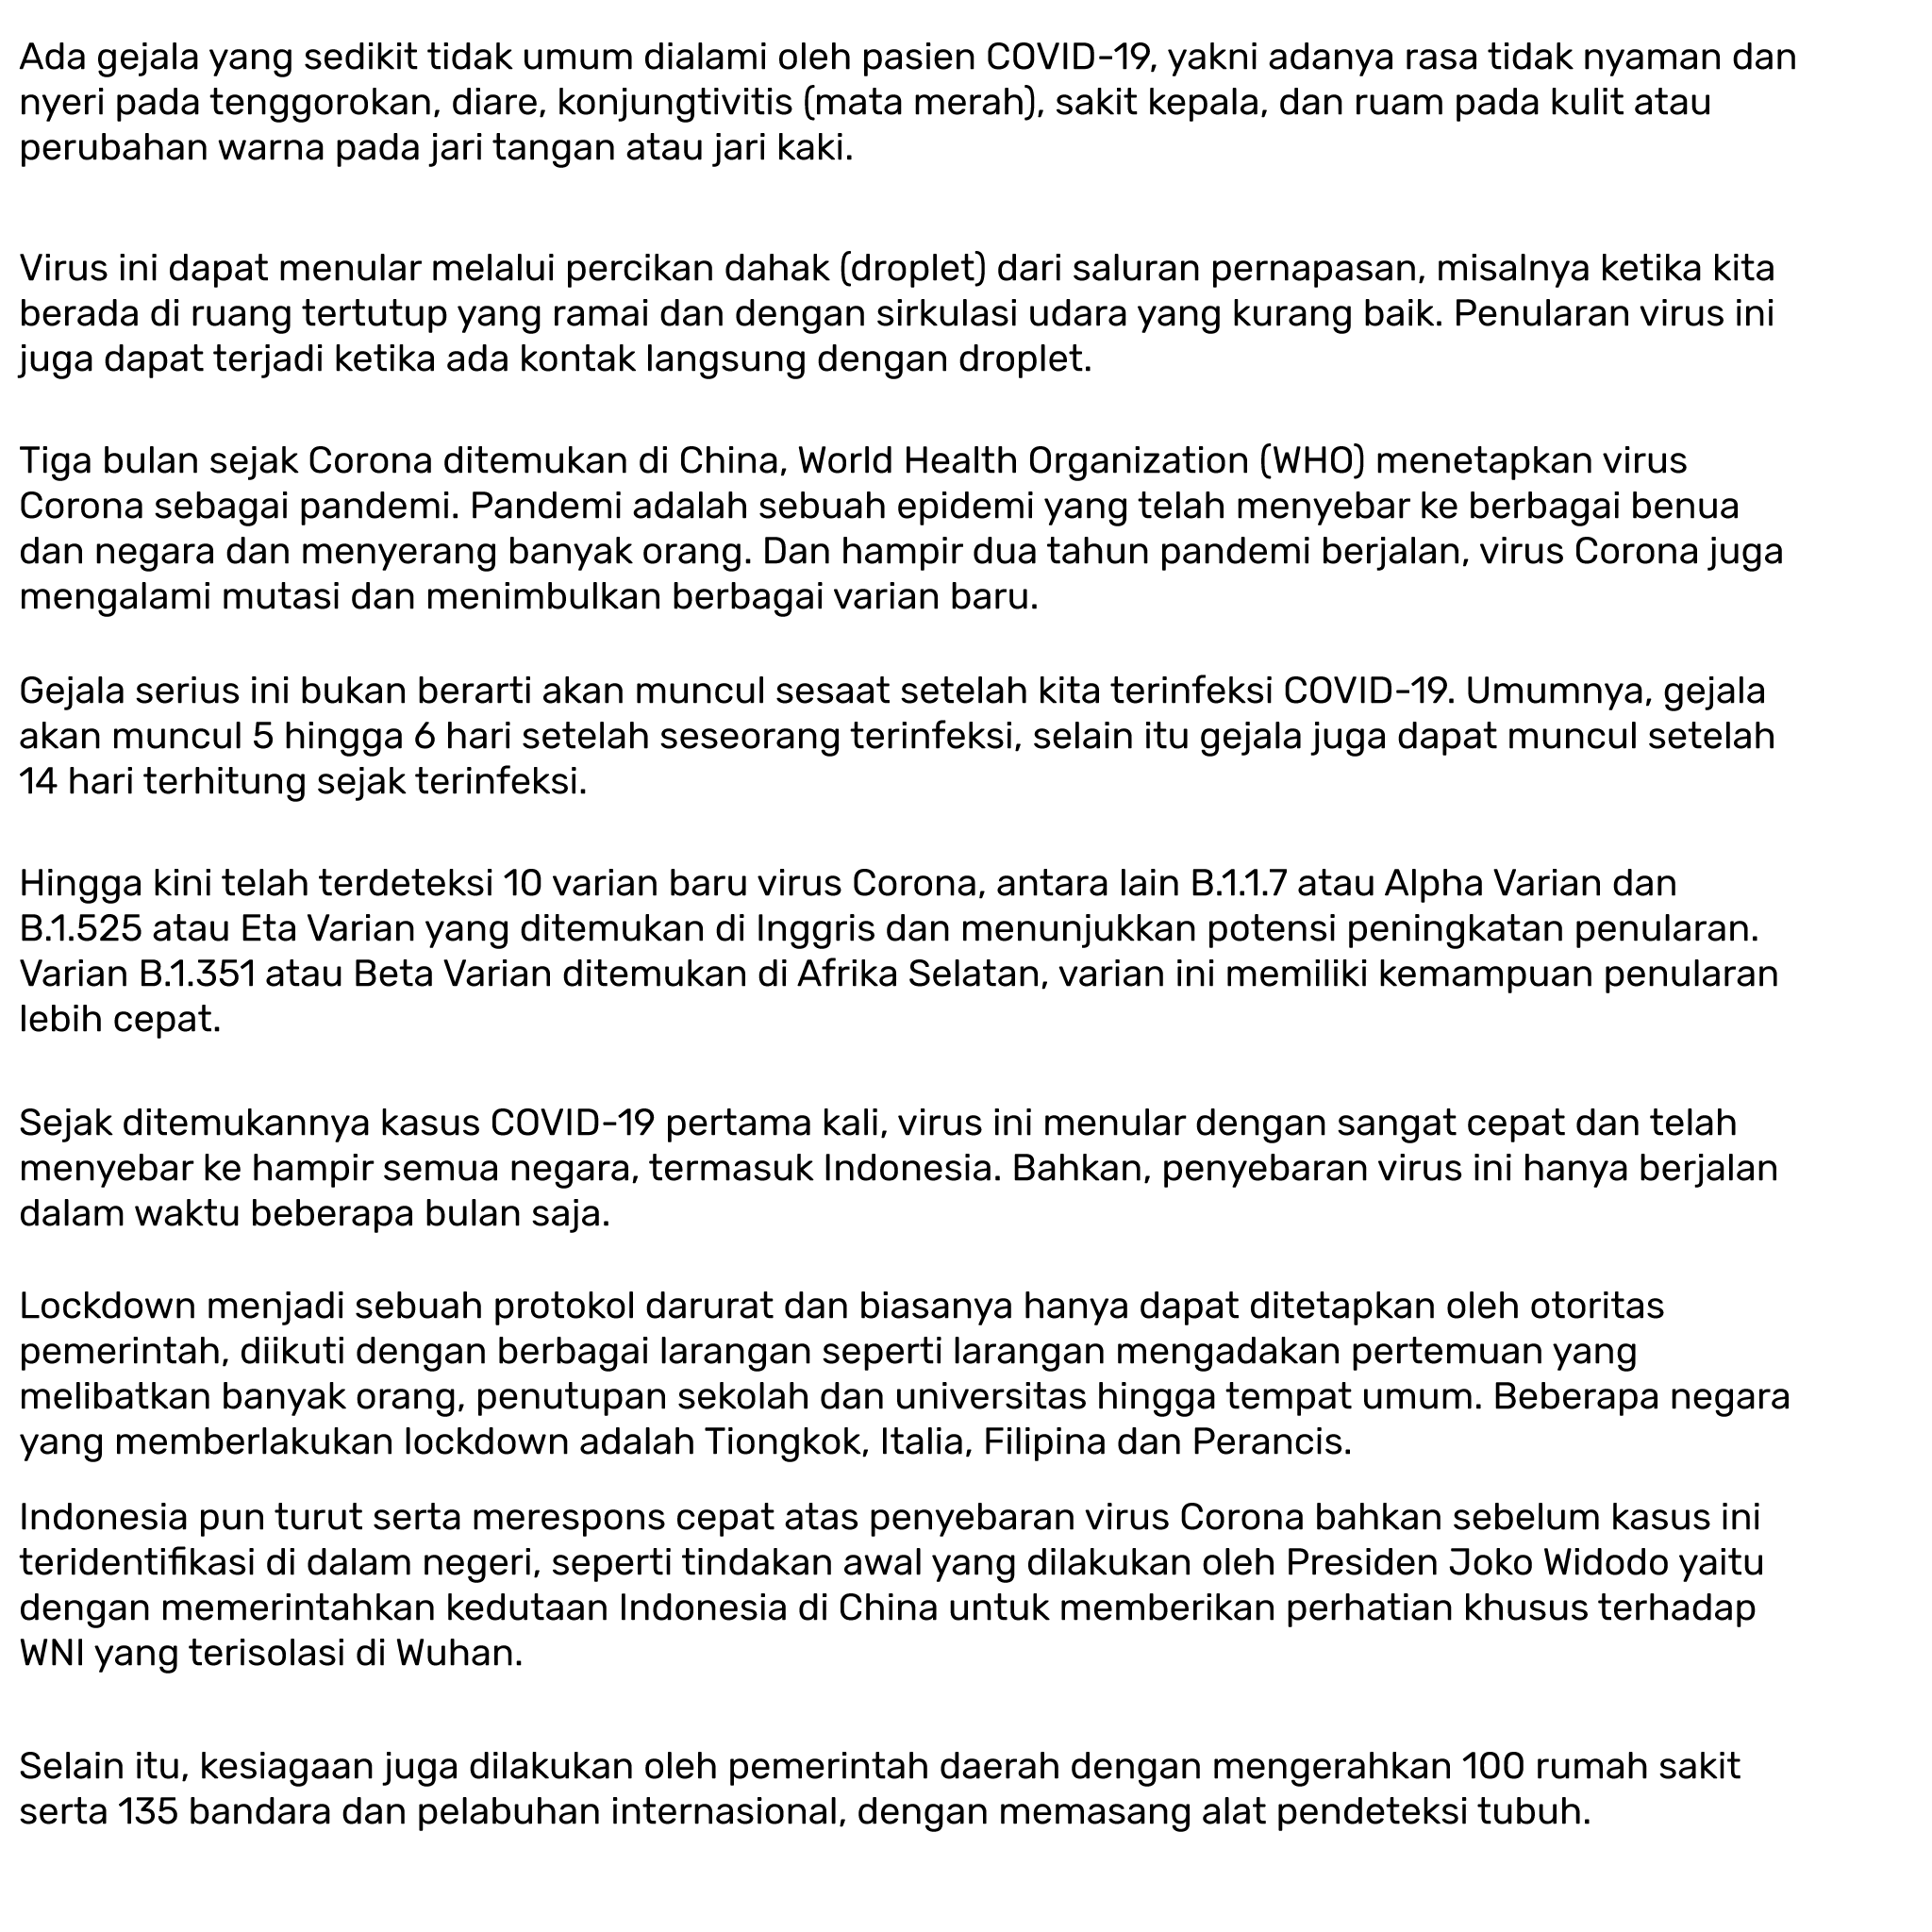 Ada gejala yang sedikit tidak umum dialami oleh pasien COVID-19, yakni adanya rasa tidak nyaman dan
nyeri pada tenggorokan, diare, konjungtivitis (mata merah), sakit kepala, dan ruam pada kulit atau
perubahan warna pada jari tangan atau jari kaki.
Virus ini dapat menular melalui percikan dahak (droplet) dari saluran pernapasan, misalnya ketika kita
berada di ruang tertutup yang ramai dan dengan sirkulasi udara yang kurang baik. Penularan virus ini
juga dapat terjadi ketika ada kontak langsung dengan droplet.
Tiga bulan sejak Corona ditemukan di China, World Health Organization (WHO) menetapkan virus
Corona sebagai pandemi. Pandemi adalah sebuah epidemi yang telah menyebar ke berbagai benua
dan negara dan menyerang banyak orang. Dan hampir dua tahun pandemi berjalan, virus Corona juga
mengalami mutasi dan menimbulkan berbagai varian baru.
Gejala serius ini bukan berarti akan muncul sesaat setelah kita terinfeksi COVID-19. Umumnya, gejala
akan muncul 5 hingga 6 hari setelah seseorang terinfeksi, selain itu gejala juga dapat muncul setelah
14 hari terhitung sejak terinfeksi.
Hingga kini telah terdeteksi 10 varian baru virus Corona, antara lain B.1.1.7 atau Alpha Varian dan
B.1.525 atau Eta Varian yang ditemukan di Inggris dan menunjukkan potensi peningkatan penularan.
Varian B.1.351 atau Beta Varian ditemukan di Afrika Selatan, varian ini memiliki kemampuan penularan
lebih cepat.
Sejak ditemukannya kasus COVID-19 pertama kali, virus ini menular dengan sangat cepat dan telah
menyebar ke hampir semua negara, termasuk Indonesia. Bahkan, penyebaran virus ini hanya berjalan
dalam waktu beberapa bulan saja.
Lockdown menjadi sebuah protokol darurat dan biasanya hanya dapat ditetapkan oleh otoritas
pemerintah, diikuti dengan berbagai larangan seperti larangan mengadakan pertemuan yang
melibatkan banyak orang, penutupan sekolah dan universitas hingga tempat umum. Beberapa negara
yang memberlakukan lockdown adalah Tiongkok, Italia, Filipina dan Perancis.
Indonesia pun turut serta merespons cepat atas penyebaran virus Corona bahkan sebelum kasus ini
teridentifikasi di dalam negeri, seperti tindakan awal yang dilakukan oleh Presiden Joko Widodo yaitu
dengan memerintahkan kedutaan Indonesia di China untuk memberikan perhatian khusus terhadap
WNI yang terisolasi di Wuhan.
Selain itu, kesiagaan juga dilakukan oleh pemerintah daerah dengan mengerahkan 100 rumah sakit
serta 135 bandara dan pelabuhan internasional, dengan memasang alat pendeteksi tubuh.